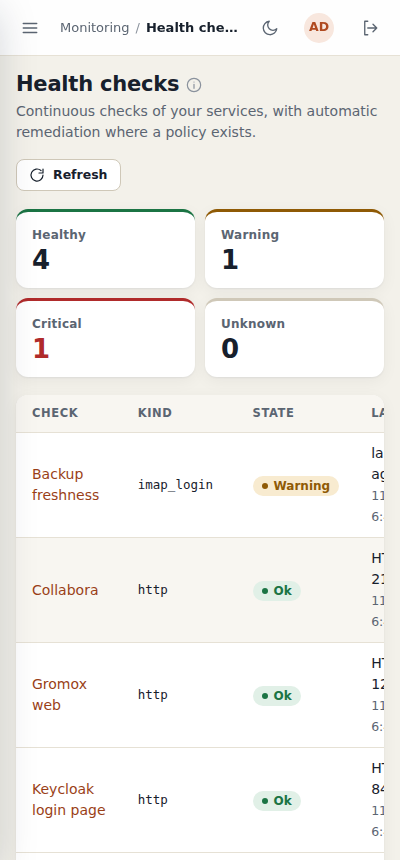 Monitoring / Health che...
AD
Health checks
Continuous checks of your services, with automatic
remediation where a policy exists.
Refresh
Healthy
4
Warning
1
Critical
1
Unknown
0
CHECK KIND STATE
Backup
freshness
imap_login
Warning
Collabora http Ok
Gromox
web
http
Ok
Keycloak
login page
http
Ok